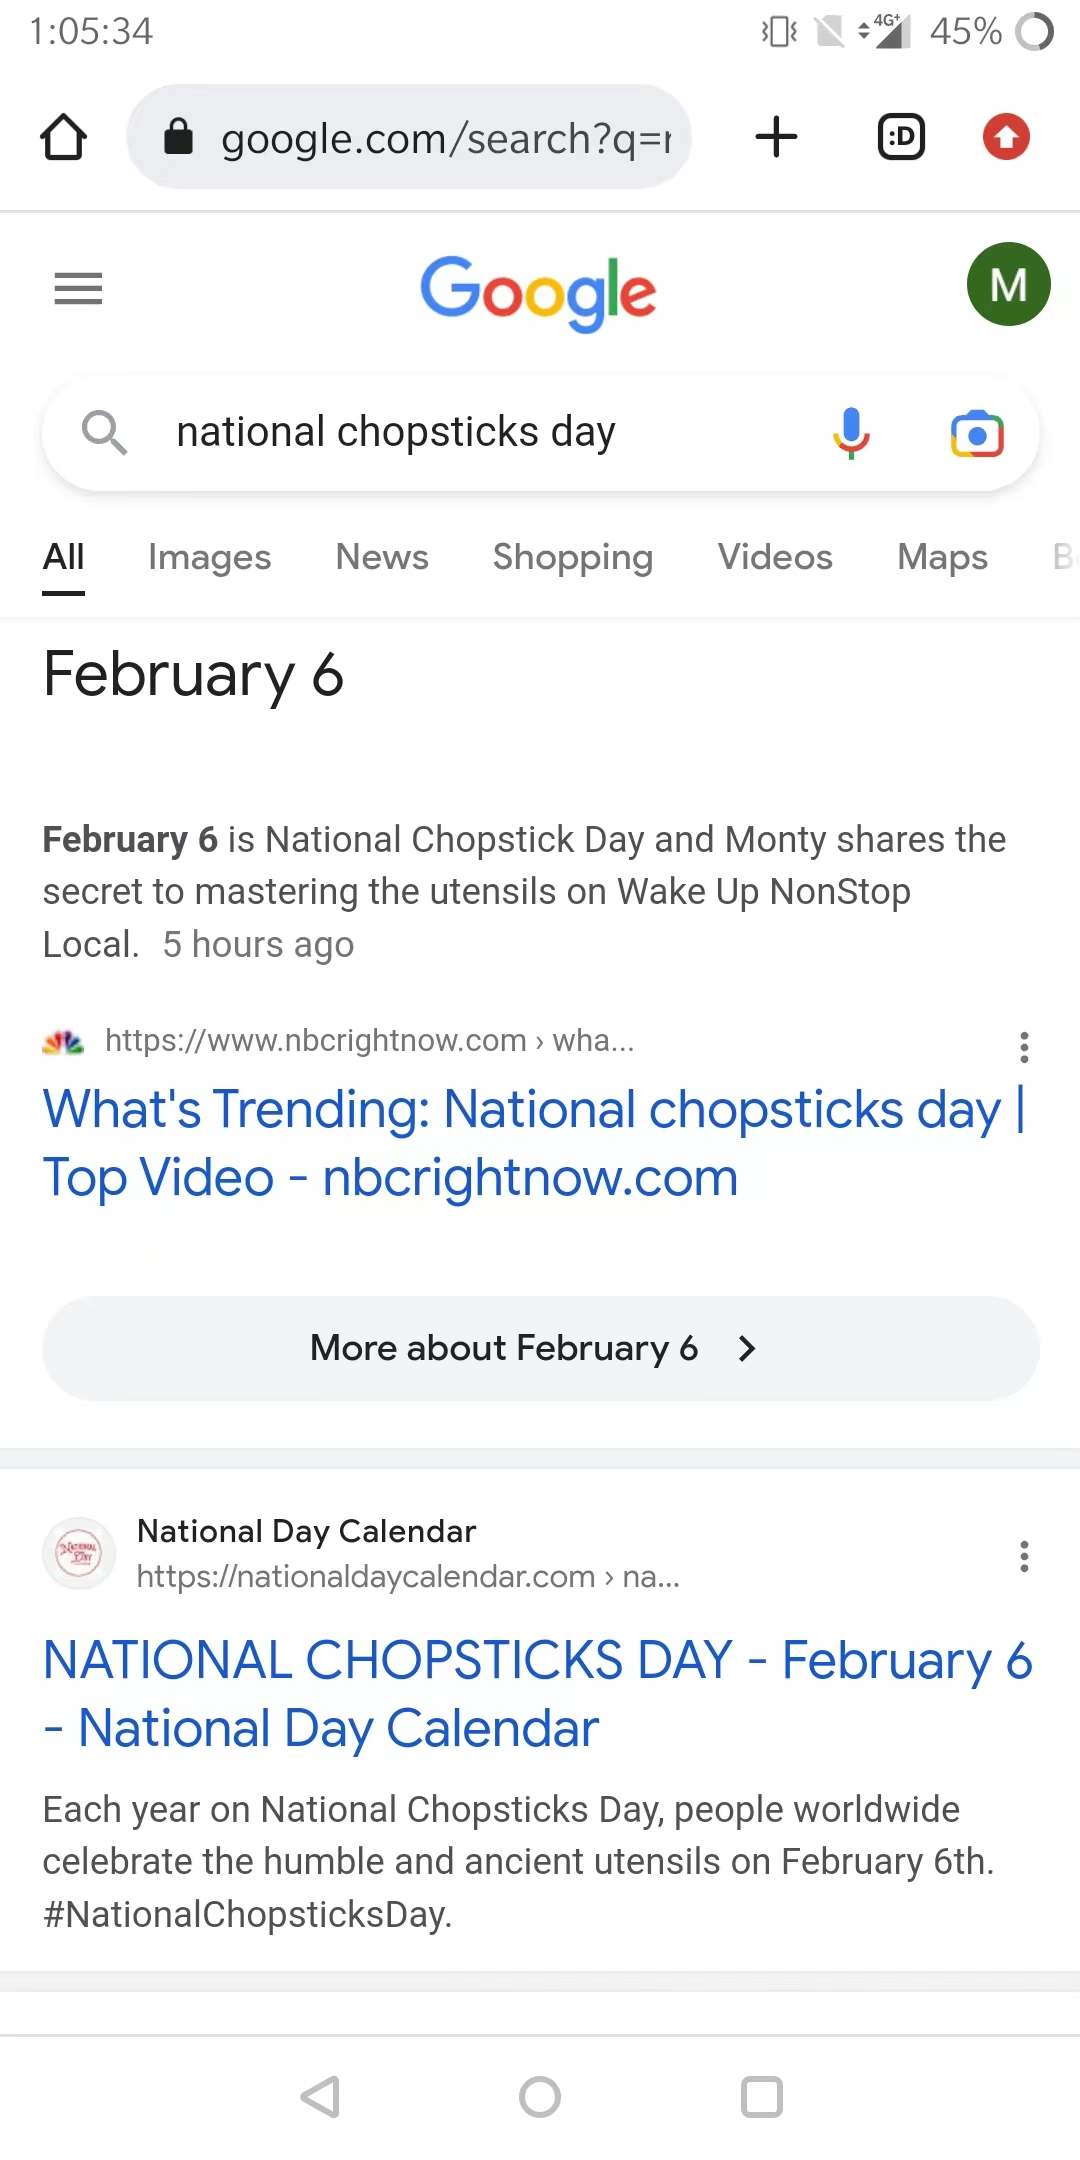 1:05:34
4G+
45%
google.com/search?q=
:D
Google
M
national chopsticks day
All Images News Shopping Videos Maps
February 6
February 6 is National Chopstick Day and Monty shares the
secret to mastering the utensils on Wake Up NonStop
Local. 5 hours ago
https://www.nbcrightnow.com › wha...
What's Trending: National chopsticks day |
Top Video - nbcrightnow.com
More about February 6
NATIONAL
DAY
National Day Calendar
https://nationaldaycalendar.com › na...
NATIONAL CHOPSTICKS DAY - February 6
- National Day Calendar
Each year on National Chopsticks Day, people worldwide
celebrate the humble and ancient utensils on February 6th.
#NationalChopsticksDay.